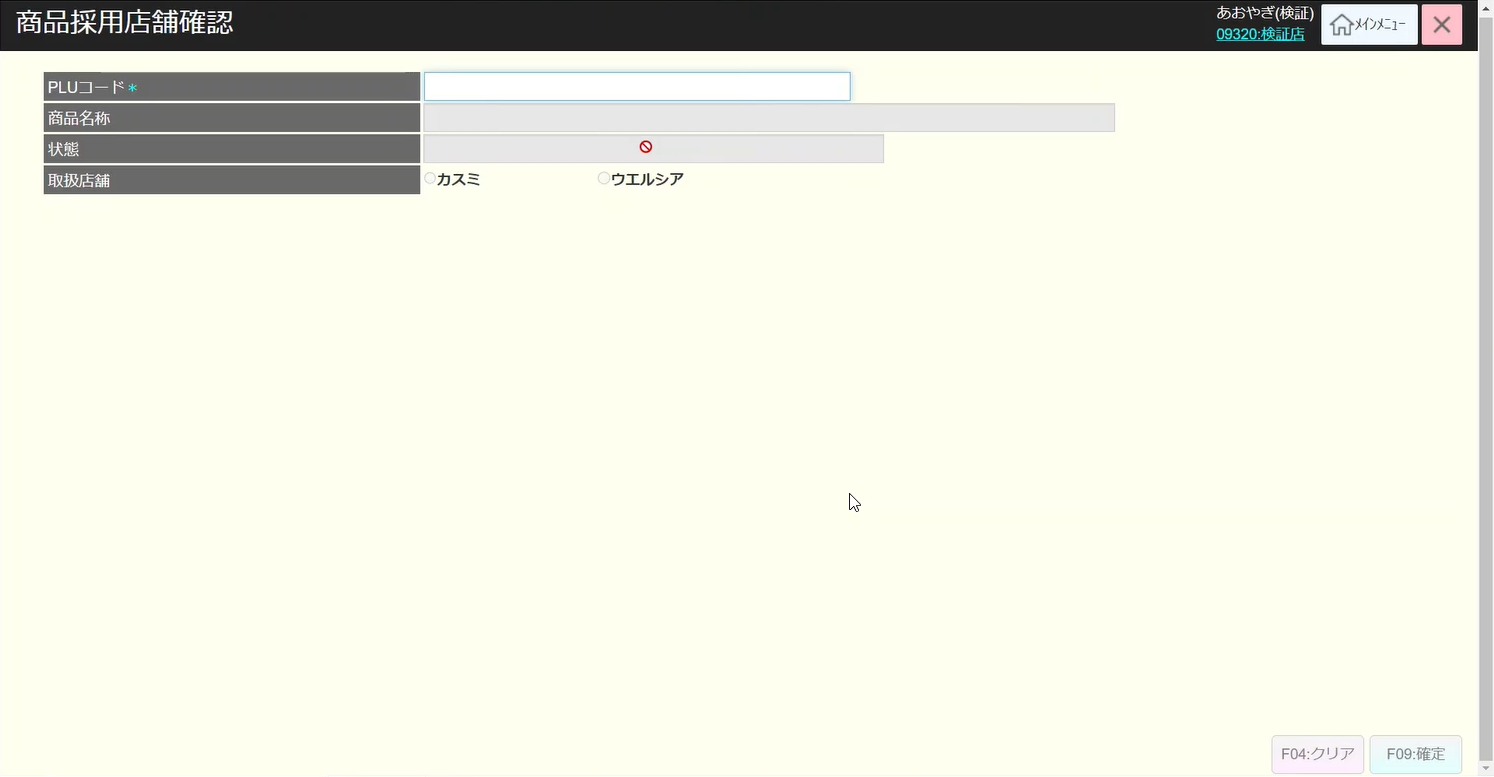 商品採用店舗確認
あおやぎ(検証)
09320:検証店
ﾒｲﾝﾒﾆｭｰ
PLUコード*
商品名称
状態
取扱店舗
カスミ ウエルシア
F04:クリア F09:確定